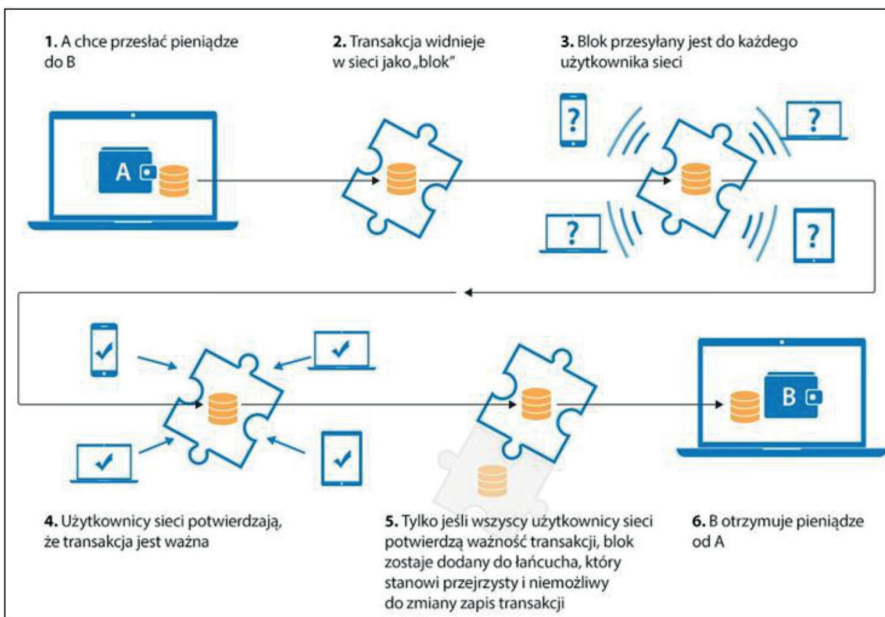 1. A chce przesłać pieniądze
do B
2. Transakcja widnieje
w sieci jako „blok”
3. Blok przesyłany jest do każdego
użytkownika sieci
A
?
?
?
?
B
4. Użytkownicy sieci potwierdzają,
że transakcja jest ważna
5. Tylko jeśli wszyscy użytkownicy sieci
potwierdzą ważność transakcji, blok
zostaje dodany do łańcucha, który
stanowi przejrzysty i niemożliwy
do zmiany zapis transakcji
6. B otrzymuje pieniądze
od A